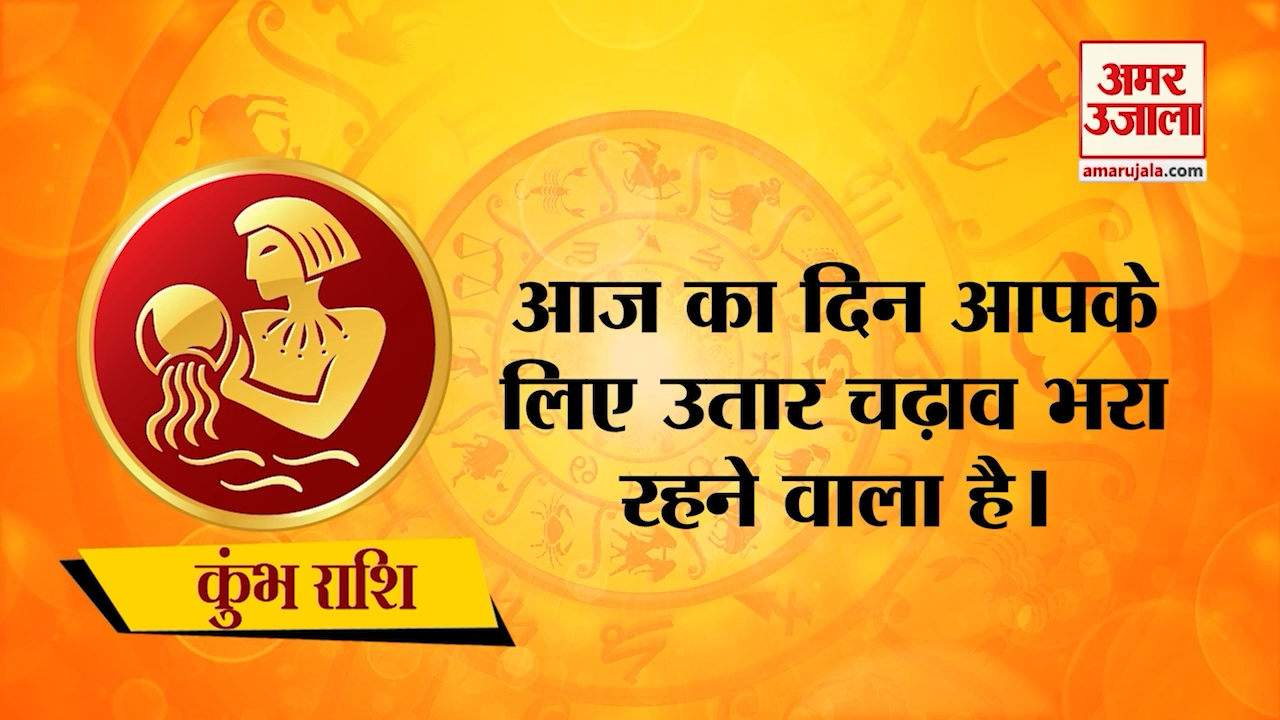 अमर
उजाला
amarujala.com
आज का दिन आपके
लिए उतार चढ़ाव भरा
रहने वाला है।
कुंभ राशि